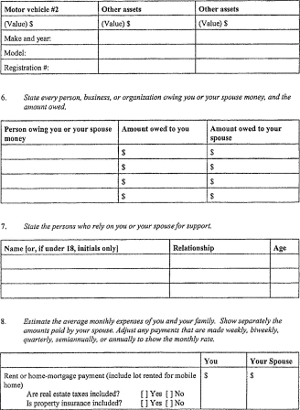 Motor vehicle #2 Other assets Other assets
(Value) $ (Value) $ (Value) $
Make and year:
Model:
Registration #:
6. State every person, business, or organization owing you or your spouse money, and the
amount owed.
Person owing you or your spouse Amount owed to you Amount owed to your
money spouse
$ $
$ $
$ $
$ $
7. State the persons who rely on you or your spouse for support.
Name [or, if under 18, initials only] Relationship Age
8. Estimate the average monthly expenses of you and your family. Show separately the
amounts paid by your spouse. Adjust any payments that are made weekly, biweekly,
quarterly, semiannually, or annually to show the monthly rate.
You Your Spouse
Rent or home-mortgage payment (include lot rented for mobile $ $
home)
Are real estate taxes included? [ ] Yes [ ] No
Is property insurance included? [ ] Yes [ ] No